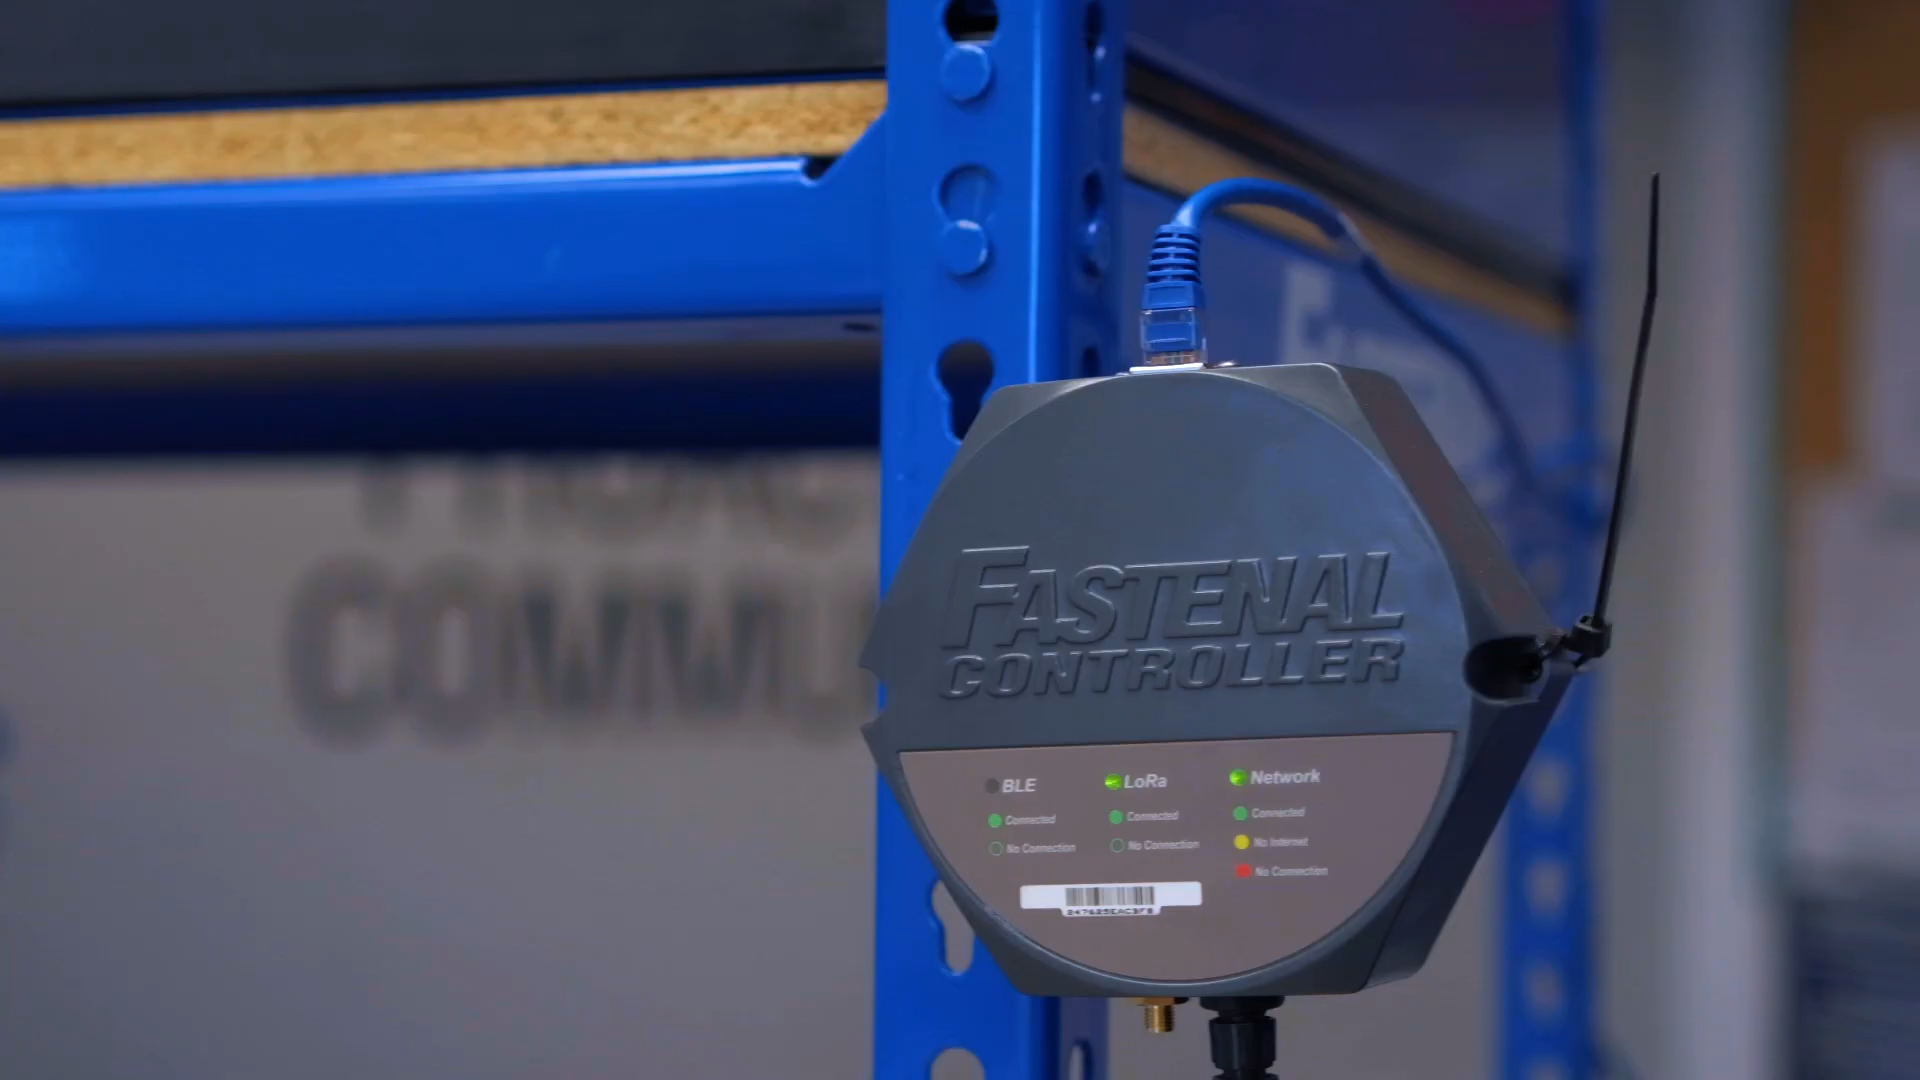 FASTENAL
CONTROLLER
BLE
Connected
No Connection
LoRa
Connected
No Connection
Network
Connected
No Internet
No Connection